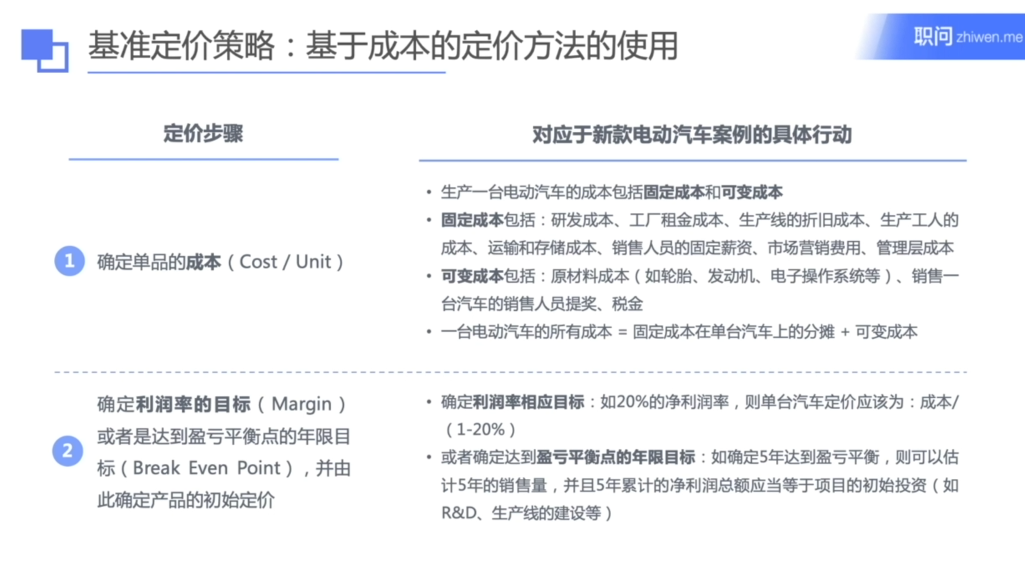 基准定价策略：基于成本的定价方法的使用
职问 zhiwen.me
定价步骤
对应于新款电动汽车案例的具体行动
1 确定单品的成本（Cost / Unit）
• 生产一台电动汽车的成本包括固定成本和可变成本
• 固定成本包括：研发成本、工厂租金成本、生产线的折旧成本、生产工人的
成本、运输和存储成本、销售人员的固定薪资、市场营销费用、管理层成本
• 可变成本包括：原材料成本（如轮胎、发动机、电子操作系统等）、销售一
台汽车的销售人员提奖、税金
• 一台电动汽车的所有成本 = 固定成本在单台汽车上的分摊 + 可变成本
2
确定利润率的目标（Margin）
或者是达到盈亏平衡点的年限目
标（Break Even Point），并由
此确定产品的初始定价
• 确定利润率相应目标：如20%的净利润率，则单台汽车定价应该为：成本/
（1-20%）
• 或者确定达到盈亏平衡点的年限目标：如确定5年达到盈亏平衡，则可以估
计5年的销售量，并且5年累计的净利润总额应当等于项目的初始投资（如
R&D、生产线的建设等）